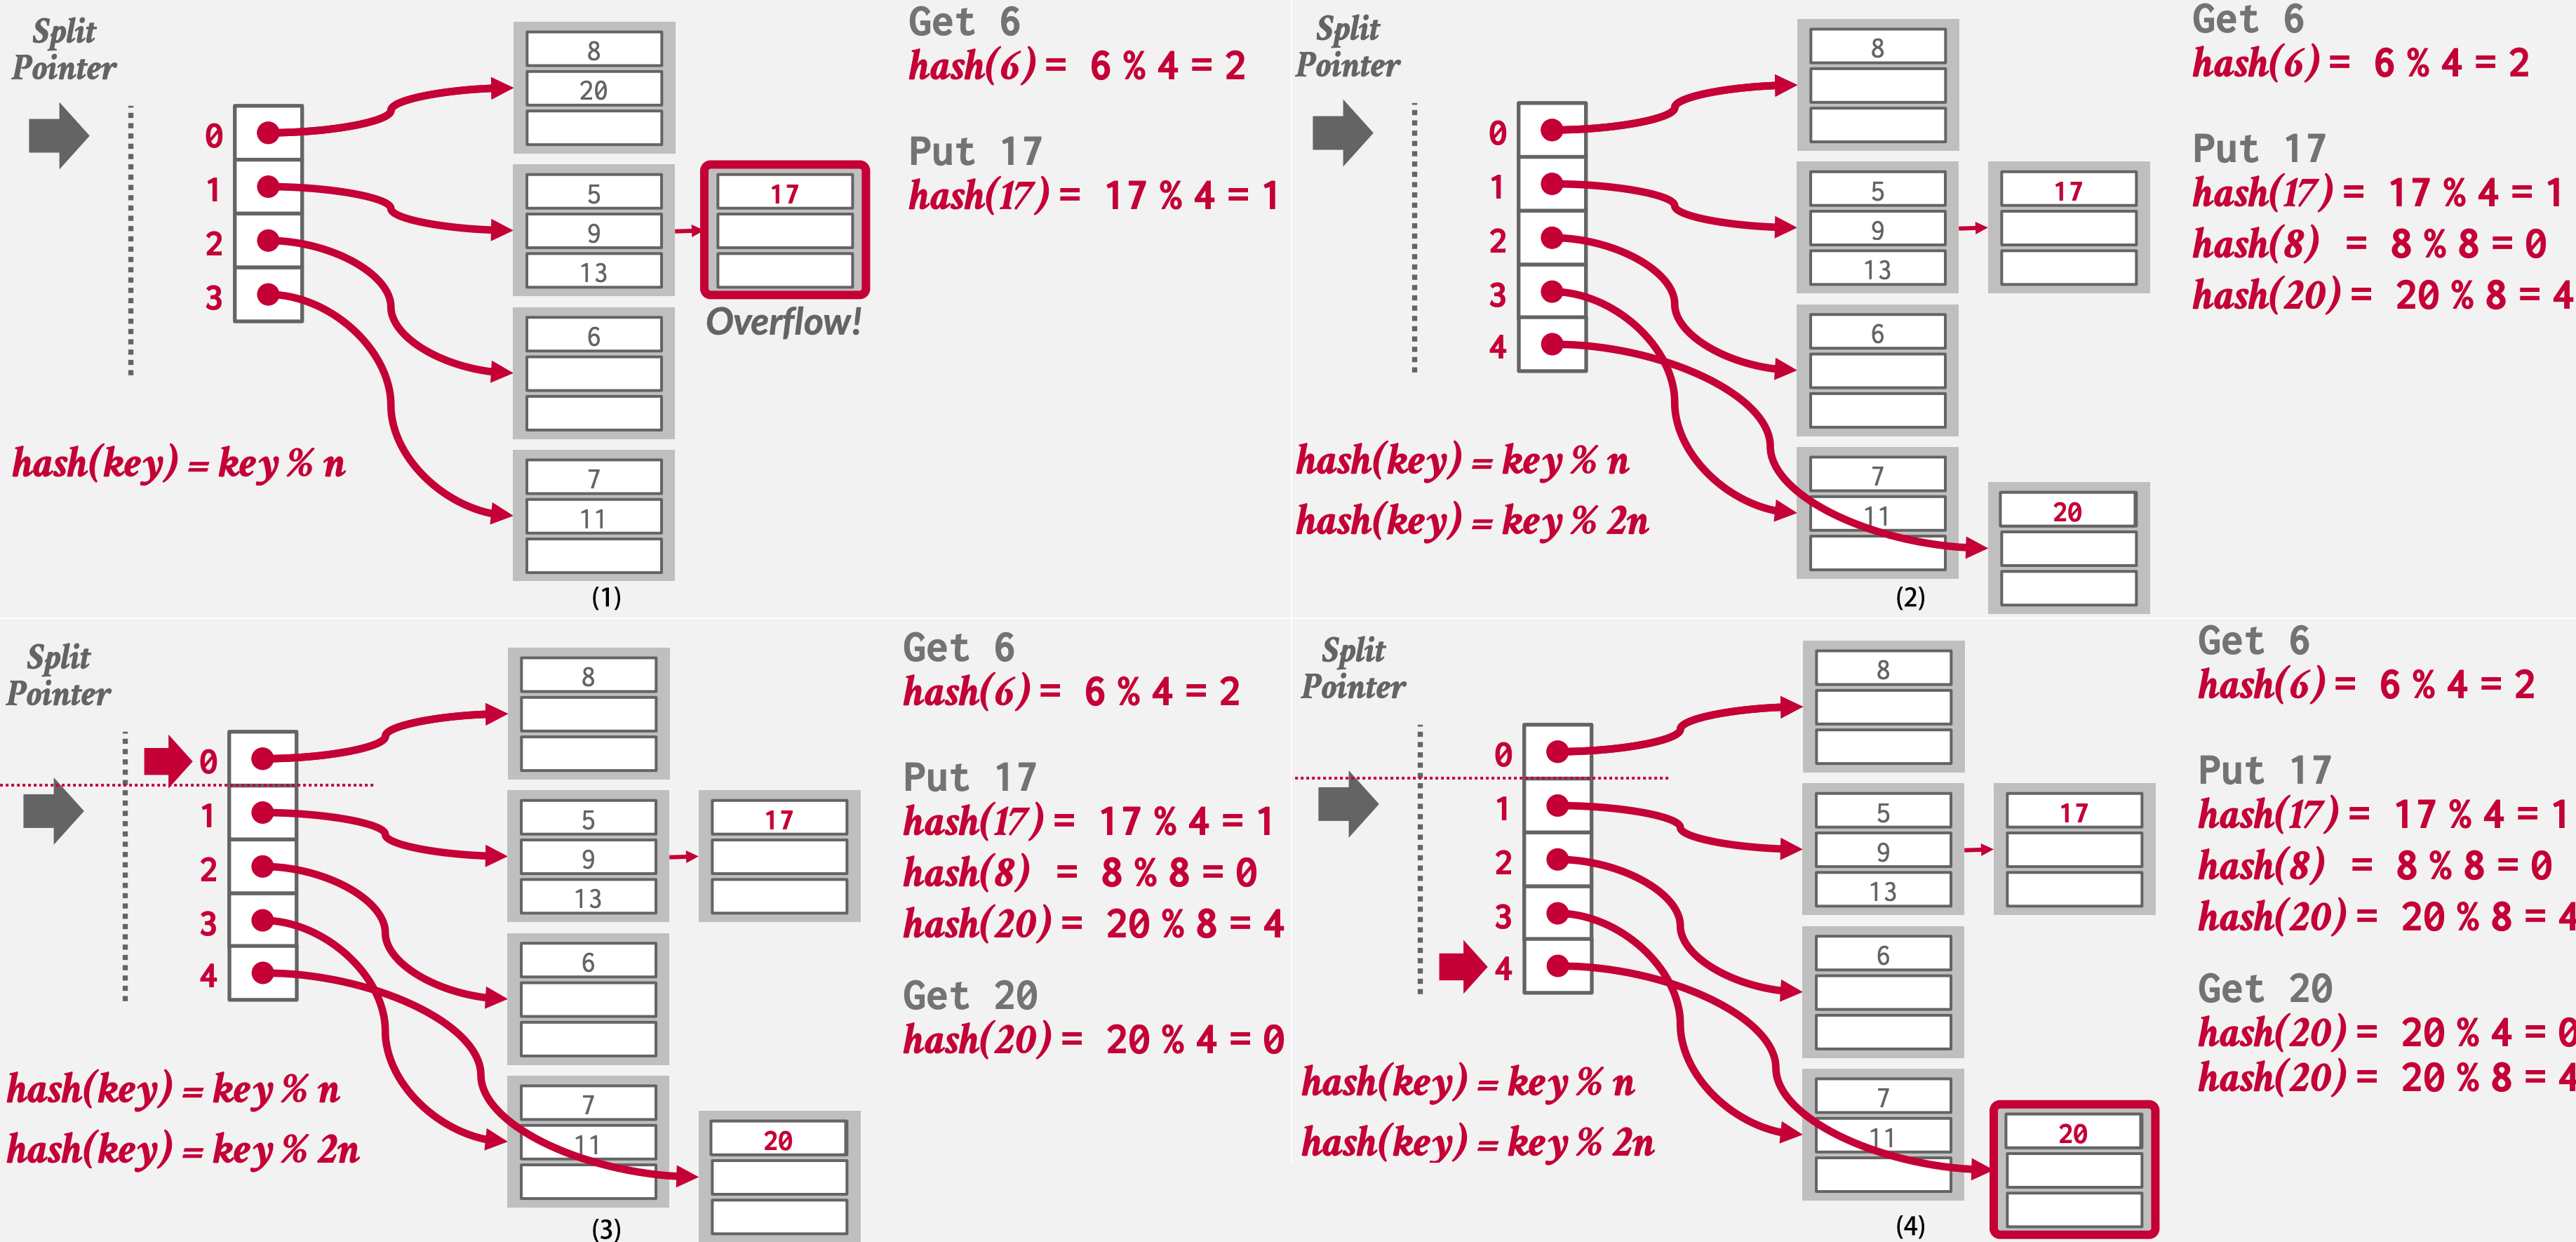 Split
Pointer
0
1
2
3
8
20
5
9
13
17
Overflow!
6
7
11
Get 6
hash(6) = 6 % 4 = 2
Put 17
hash(17) = 17 % 4 = 1
hash(key) = key % n
(1)
Split
Pointer
0
1
2
3
4
8
5
9
13
17
6
7
11
20
Get 6
hash(6) = 6 % 4 = 2
Put 17
hash(17) = 17 % 4 = 1
hash(8) = 8 % 8 = 0
hash(20) = 20 % 8 = 4
hash(key) = key % n
hash(key) = key % 2n
(2)
Split
Pointer
0
1
2
3
4
8
5
9
13
17
6
7
11
20
Get 6
hash(6) = 6 % 4 = 2
Put 17
hash(17) = 17 % 4 = 1
hash(8) = 8 % 8 = 0
hash(20) = 20 % 8 = 4
Get 20
hash(20) = 20 % 4 = 0
hash(key) = key % n
hash(key) = key % 2n
(3)
Split
Pointer
0
1
2
3
4
8
5
9
13
17
6
7
11
20
Get 6
hash(6) = 6 % 4 = 2
Put 17
hash(17) = 17 % 4 = 1
hash(8) = 8 % 8 = 0
hash(20) = 20 % 8 = 4
Get 20
hash(20) = 20 % 4 = 0
hash(20) = 20 % 8 = 4
hash(key) = key % n
hash(key) = key % 2n
(4)